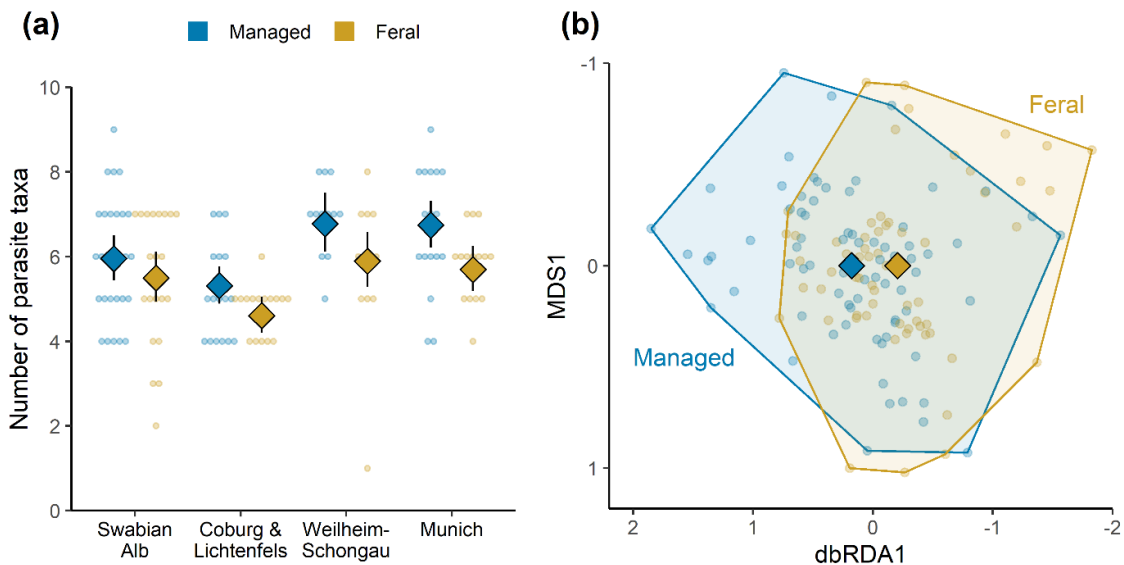 (a)
Managed
Feral
Number of parasite taxa
10
8
6
4
2
0
Swabian
Alb
Coburg &
Lichtenfels
Weilheim-
Schongau
Munich
(b)
Feral
Managed
MDS1
-1
0
1
2
1
0
-1
-2
dbRDA1